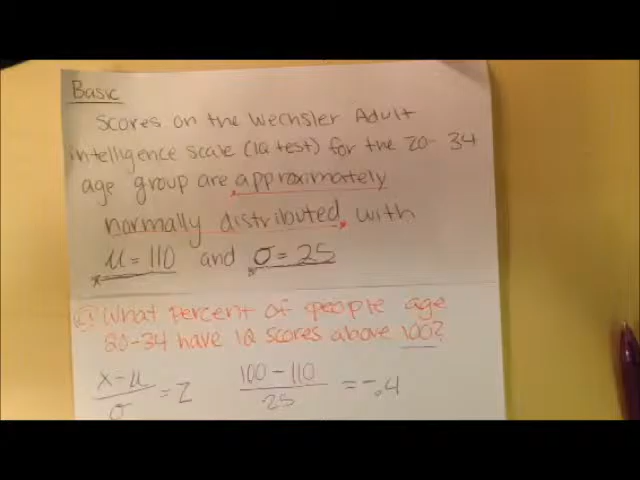 Basic
Scores on the Wechsler Adult
intelligence scale (IQ test) for the 20-34
age group are approximately
normally distributed with
μ = 110 and σ = 25
Q: What percent of people age
20-34 have IQ scores above 100?
x-μ/σ = Z 100-110/25 = -.4